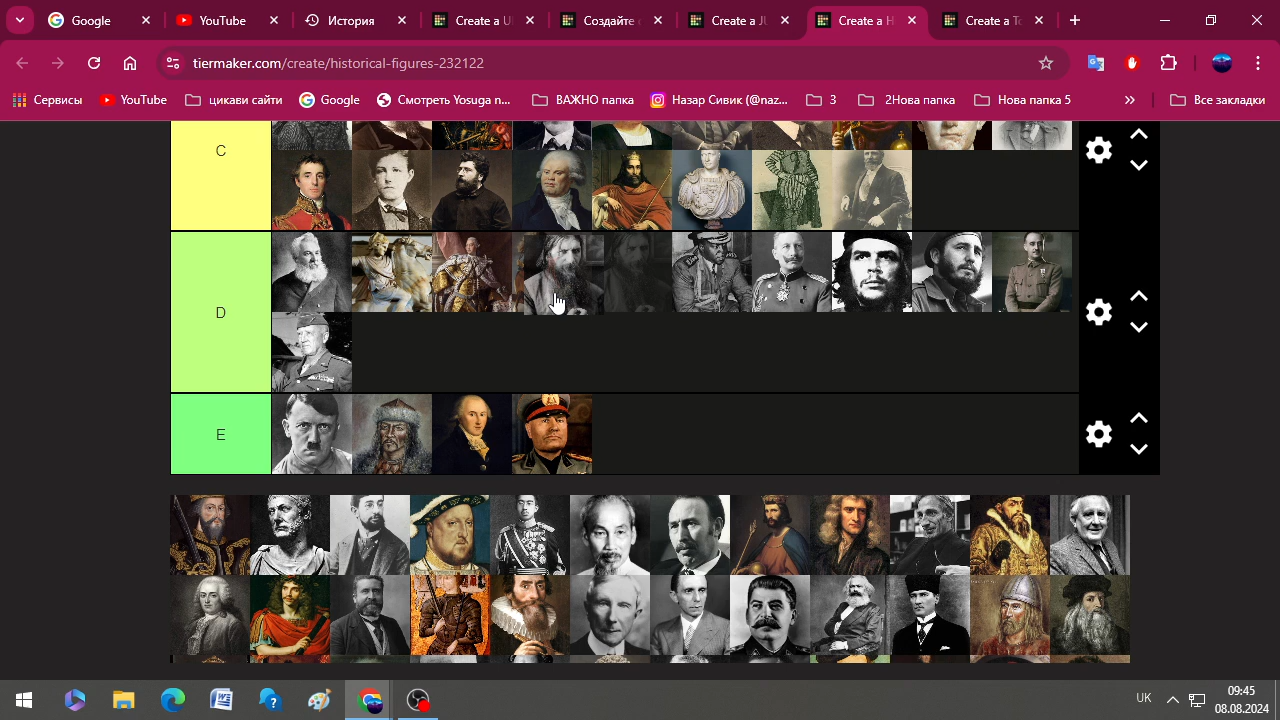 Google
YouTube
История
Create a U
Создайте
Create a JU
Create a H
Create a To
tiermaker.com/create/historical-figures-232122
Сервисы
YouTube
цикави сайти
Google
Смотреть Yosuga n...
ВАЖНО папка
Назар Сивик (@naz...
3
2Нова папка
Нова папка 5
»
Все закладки
C
D
E
UK
09:45
08.08.2024